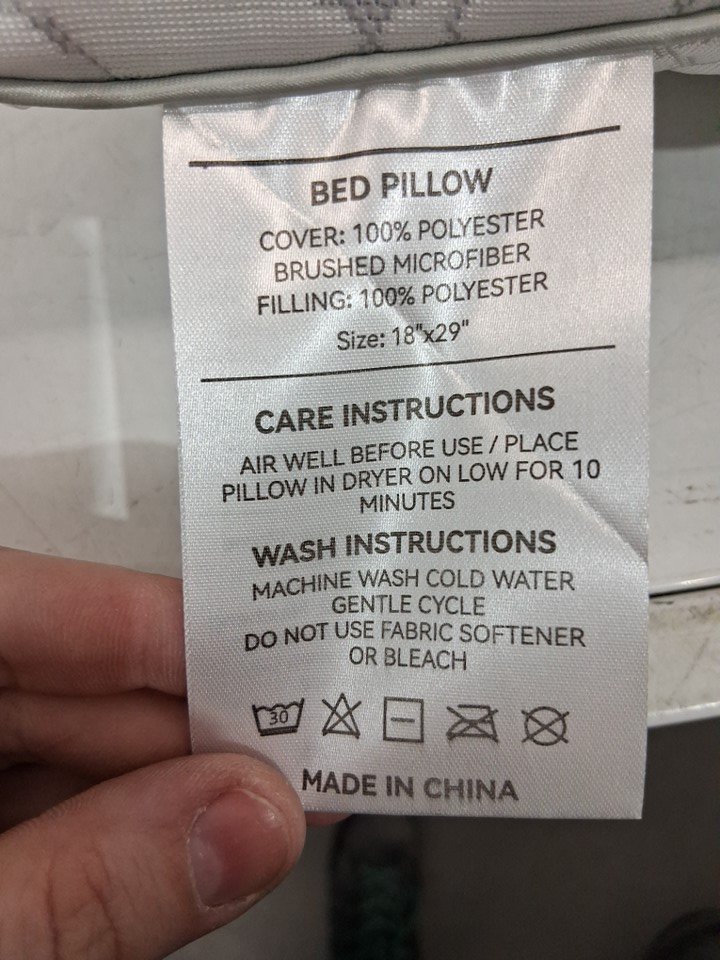 BED PILLOW
COVER: 100% POLYESTER
BRUSHED MICROFIBER
FILLING: 100% POLYESTER
Size: 18"x29"
CARE INSTRUCTIONS
AIR WELL BEFORE USE / PLACE
PILLOW IN DRYER ON LOW FOR 10
MINUTES
WASH INSTRUCTIONS
MACHINE WASH COLD WATER
GENTLE CYCLE
DO NOT USE FABRIC SOFTENER
OR BLEACH
30
MADE IN CHINA